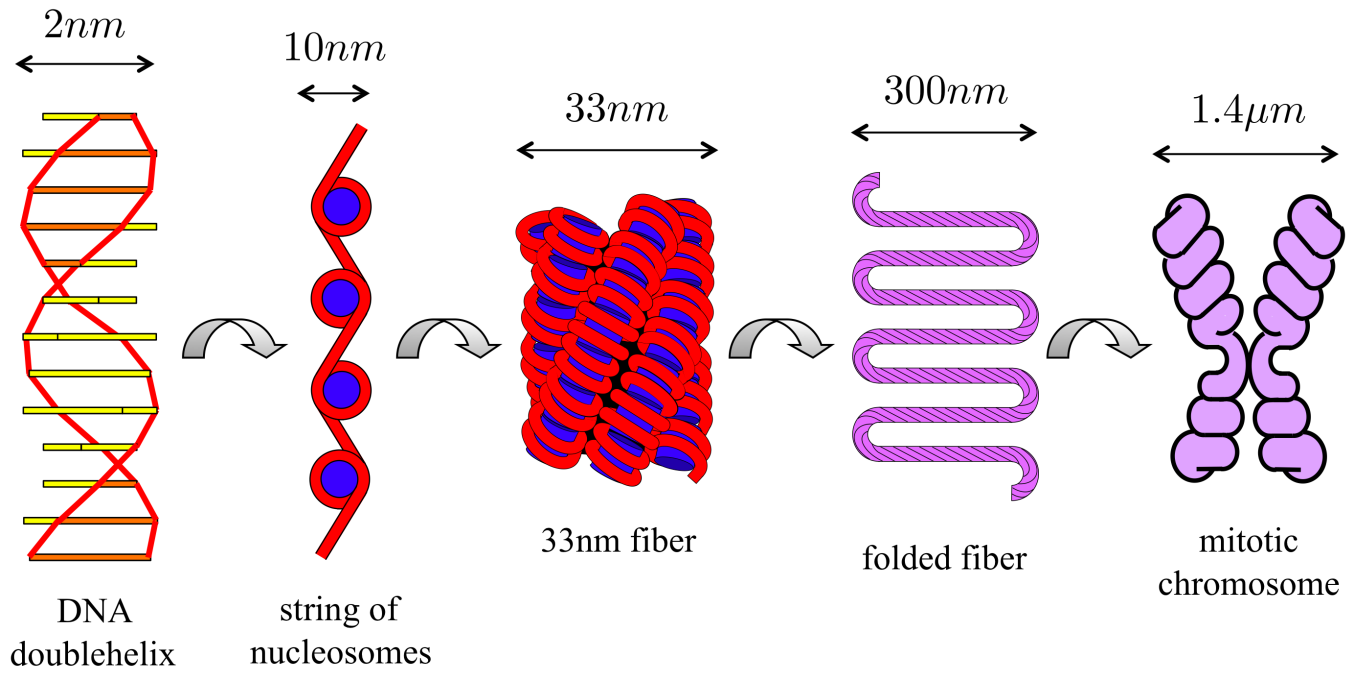 2nm
10nm
33nm
300nm
1.4μm
DNA
doublehelix
string of
nucleosomes
33nm fiber
folded fiber
mitotic
chromosome